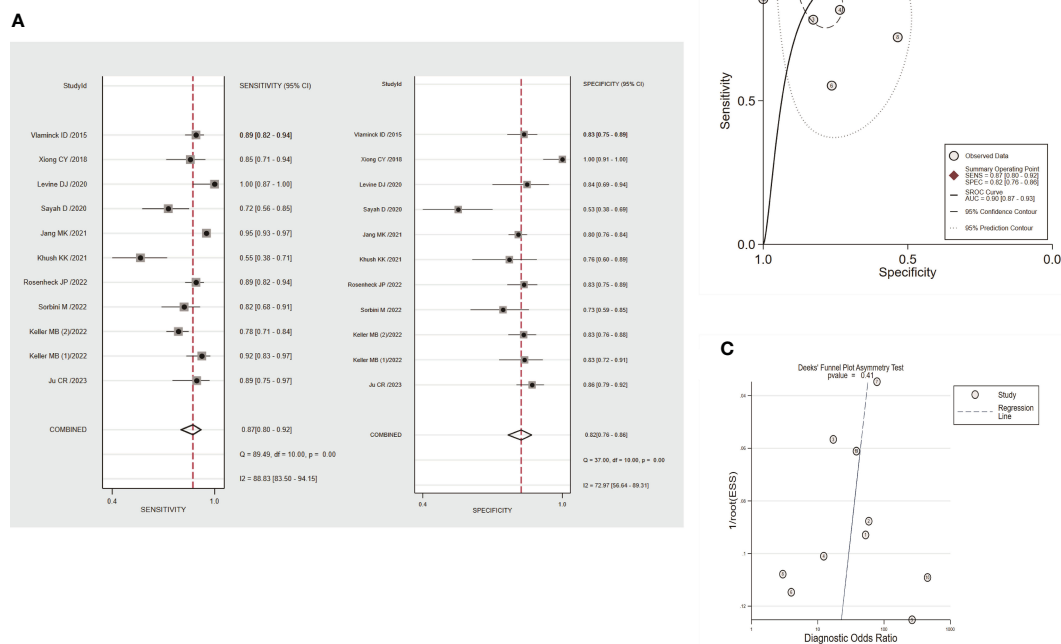 A
StudyId SENSITIVITY (95% CI)
Vlaminck ID /2015 0.89 [0.82 - 0.94]
Xiong CY /2018 0.85 [0.71 - 0.94]
Levine DJ /2020 1.00 [0.87 - 1.00]
Sayah D /2020 0.72 [0.56 - 0.85]
Jang MK /2021 0.95 [0.93 - 0.97]
Khush KK /2021 0.55 [0.38 - 0.71]
Rosenheck JP /2022 0.89 [0.82 - 0.94]
Sorbini M /2022 0.82 [0.68 - 0.91]
Keller MB (2)/2022 0.78 [0.71 - 0.84]
Keller MB (1)/2022 0.92 [0.83 - 0.97]
Ju CR /2023 0.89 [0.75 - 0.97]
COMBINED 0.87[0.80 - 0.92]
Q = 89.49, df = 10.00, p = 0.00
I2 = 88.83 [83.50 - 94.15]
0.4 1.0
SENSITIVITY
StudyId SPECIFICITY (95% CI)
Vlaminck ID /2015 0.83 [0.75 - 0.89]
Xiong CY /2018 1.00 [0.91 - 1.00]
Levine DJ /2020 0.84 [0.69 - 0.94]
Sayah D /2020 0.53 [0.38 - 0.69]
Jang MK /2021 0.80 [0.76 - 0.84]
Khush KK /2021 0.76 [0.60 - 0.89]
Rosenheck JP /2022 0.83 [0.75 - 0.89]
Sorbini M /2022 0.73 [0.59 - 0.85]
Keller MB (2)/2022 0.83 [0.76 - 0.88]
Keller MB (1)/2022 0.83 [0.72 - 0.91]
Ju CR /2023 0.86 [0.79 - 0.92]
COMBINED 0.82[0.76 - 0.86]
Q = 37.00, df = 10.00, p = 0.00
I2 = 72.97 [56.64 - 89.31]
0.4 1.0
SPECIFICITY
Sensitivity
0.5
0.0
1.0 0.5 0.0
Specificity
Observed Data
Summary Operating Point
SENS = 0.87 [0.80 - 0.92]
SPEC = 0.82 [0.76 - 0.86]
SROC Curve
AUC = 0.90 [0.87 - 0.93]
95% Confidence Contour
95% Prediction Contour
C
Deeks' Funnel Plot Asymmetry Test
pvalue = 0.41
Study
Regression
Line
1/root(ESS)
.04
.06
.08
.1
.12
1 10 100 1000
Diagnostic Odds Ratio